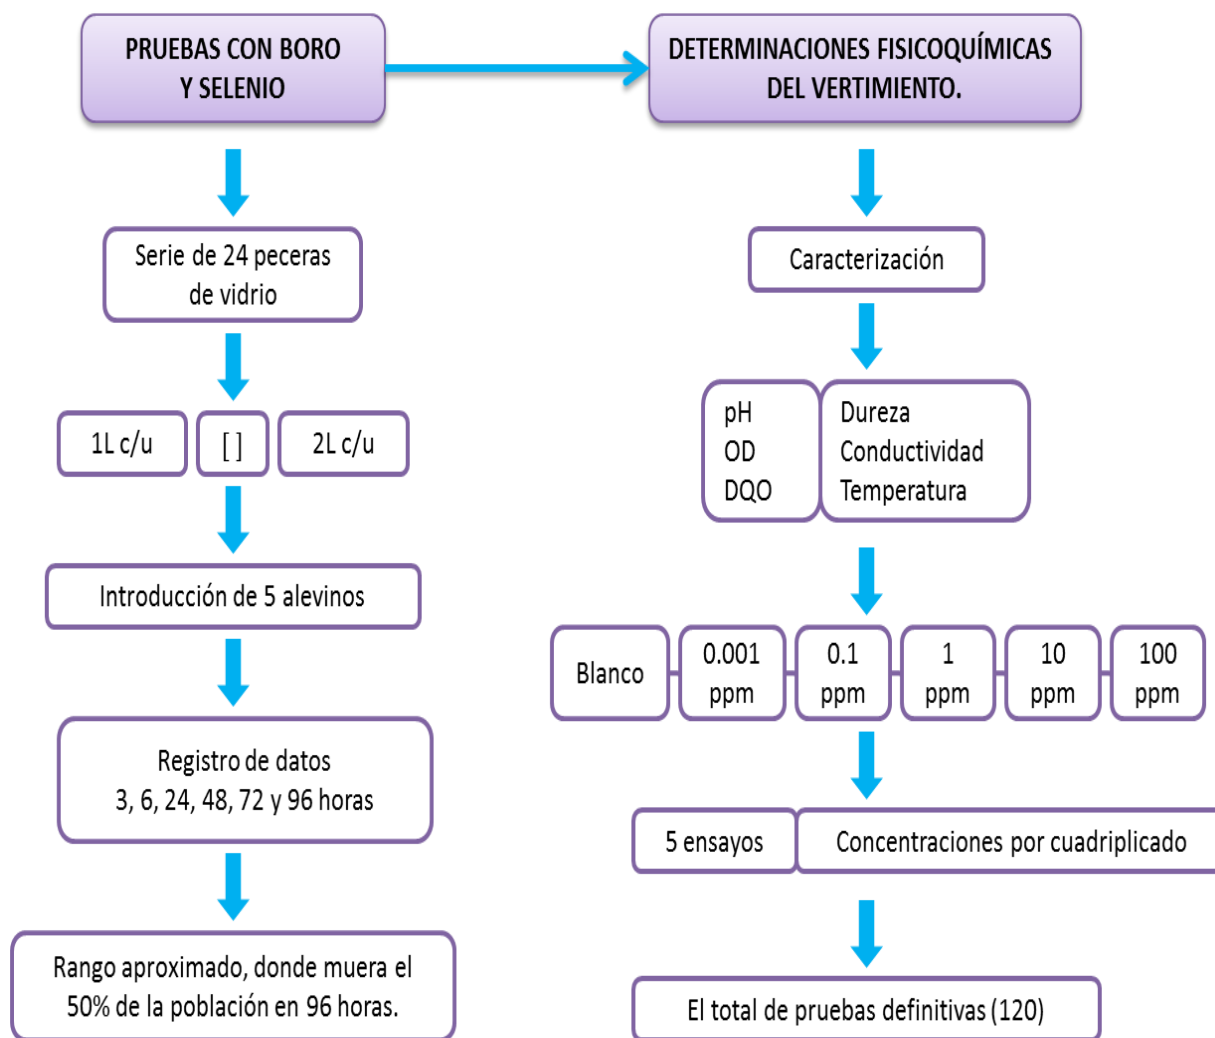 PRUEBAS CON BORO
Y SELENIO
Serie de 24 peceras
de vidrio
1L c/u
[ ]
2L c/u
Introducción de 5 alevinos
Registro de datos
3, 6, 24, 48, 72 y 96 horas
Rango aproximado, donde muera el
50% de la población en 96 horas.
DETERMINACIONES FISICOQUÍMICAS
DEL VERTIMIENTO.
Caracterización
pH
OD
DQO
Dureza
Conductividad
Temperatura
Blanco
0.001
ppm
0.1
ppm
1
ppm
10
ppm
100
ppm
5 ensayos
Concentraciones por cuadriplicado
El total de pruebas definitivas (120)